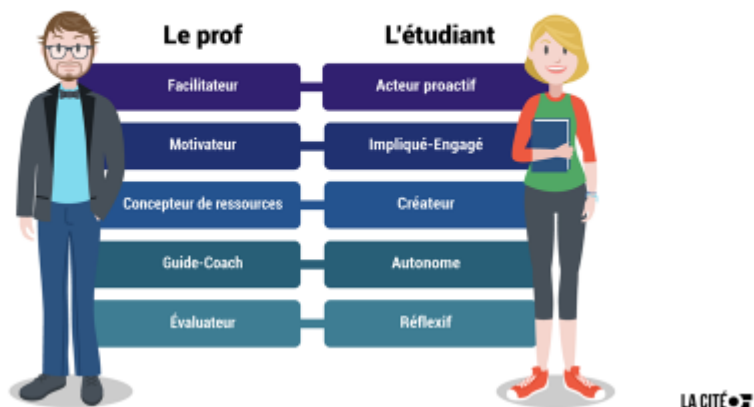 Le prof L'étudiant
Facilitateur Acteur proactif
Motivateur Impliqué-Engagé
Concepteur de ressources Créateur
Guide-Coach Autonome
Évaluateur Réflexif
LA CITÉ